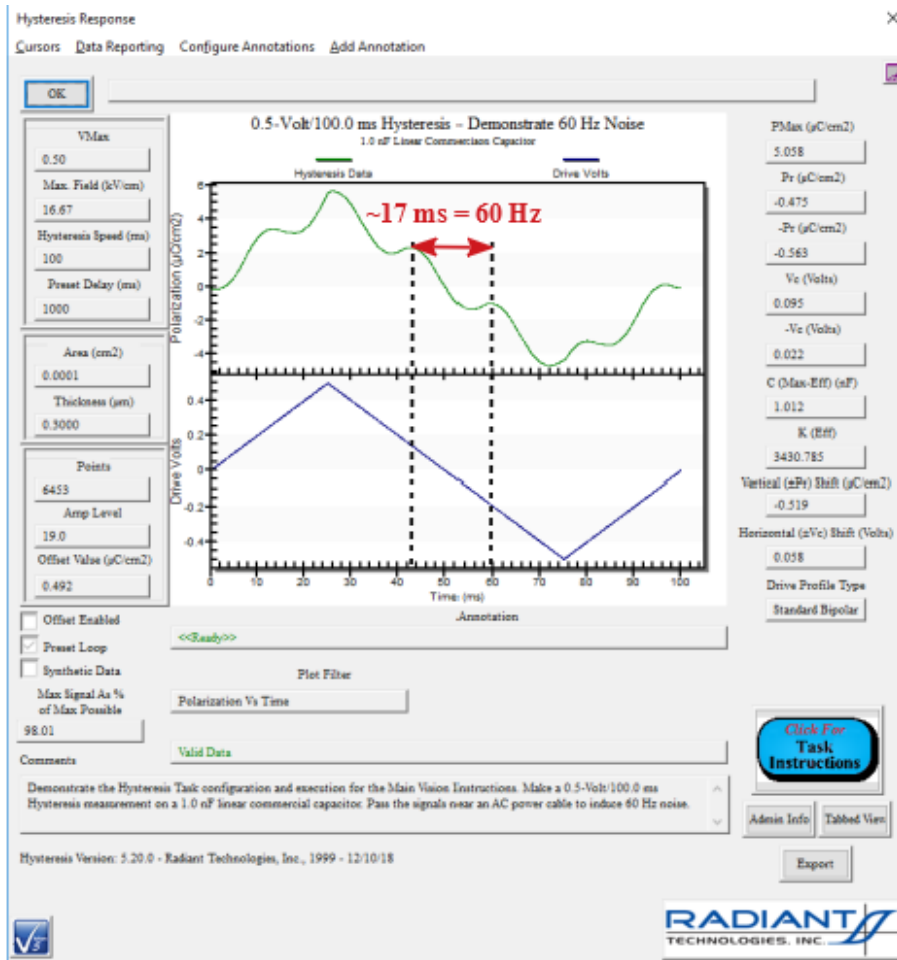 Hysteresis Response
Cursors Data Reporting Configure Annotations Add Annotation
OK
VMax
0.50
Max. Field (kV/cm)
16.67
Hysteresis Speed (ms)
100
Preset Delay (ms)
1000
Area (cm2)
0.0001
Thickness (µm)
0.3000
Points
6453
Amp Level
19.0
Offset Value (µC/cm2)
0.492
Offset Enabled
Preset Loop
Synthetic Data
Max Signal As %
of Max Possible
98.01
0.5-Volt/100.0 ms Hysteresis – Demonstrate 60 Hz Noise
1.0 nF Linear Commercison Capacitor
Hysteresis Data
Drive Volts
~17 ms = 60 Hz
Polarization (µC/cm2)
6
4
2
0
-2
-4
Drive Volts
0.4
0.2
0
-0.2
-0.4
0 10 20 30 40 50 60 70 80 90 100
Time: (ms)
PMax (µC/cm2)
5.058
Pr (µC/cm2)
-0.475
-Pr (µC/cm2)
-0.563
Vc (Volts)
0.095
-Vc (Volts)
0.022
C (Max-Eff) (nF)
1.012
K (Eff)
3430.785
Vertical (±Pr) Shift (µC/cm2)
-0.519
Horizontal (±Vc) Shift (Volts)
0.058
Drive Profile Type
Standard Bipolar
.Annotation
<<Ready>>
Plot Filter
Polarization Vs Time
Valid Data
Click For
Task
Instructions
Comments
Demonstrate the Hysteresis Task configuration and execution for the Main Vision Instructions. Make a 0.5-Volt/100.0 ms
Hysteresis measurement on a 1.0 nF linear commercial capacitor. Pass the signals near an AC power cable to induce 60 Hz noise.
Admin Info
Tabbed View
Hysteresis Version: 5.20.0 - Radiant Technologies, Inc., 1999 - 12/10/18
Export
RADIANT
TECHNOLOGIES, INC.